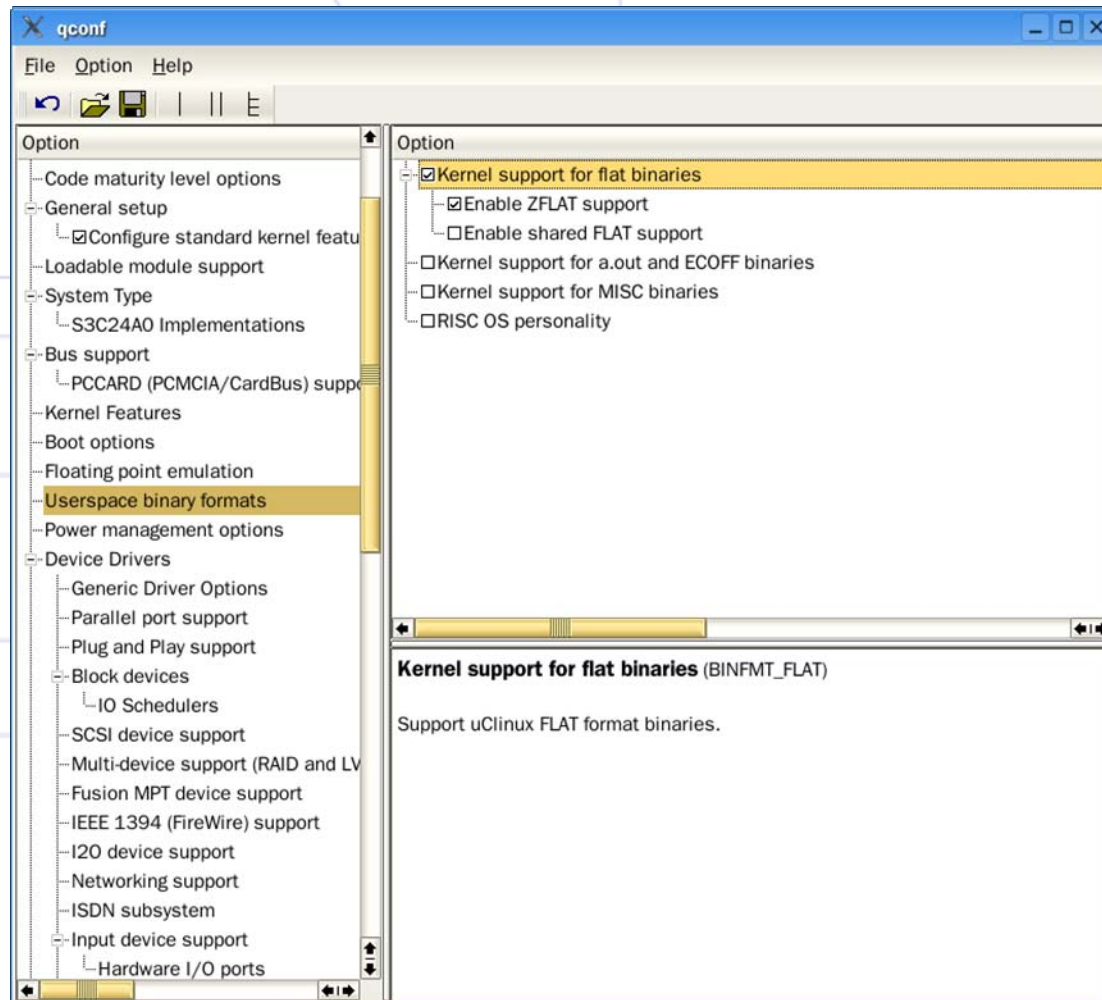 qconf
File Option Help
Option
Code maturity level options
General setup
Configure standard kernel featu
Loadable module support
System Type
S3C24A0 Implementations
Bus support
PCCARD (PCMCIA/CardBus) suppo
Kernel Features
Boot options
Floating point emulation
Userspace binary formats
Power management options
Device Drivers
Generic Driver Options
Parallel port support
Plug and Play support
Block devices
IO Schedulers
SCSI device support
Multi-device support (RAID and LV
Fusion MPT device support
IEEE 1394 (FireWire) support
I2O device support
Networking support
ISDN subsystem
Input device support
Hardware I/O ports
Option
Kernel support for flat binaries
Enable ZFLAT support
Enable shared FLAT support
Kernel support for a.out and ECOFF binaries
Kernel support for MISC binaries
RISC OS personality
Kernel support for flat binaries (BINFMT_FLAT)
Support uClinux FLAT format binaries.